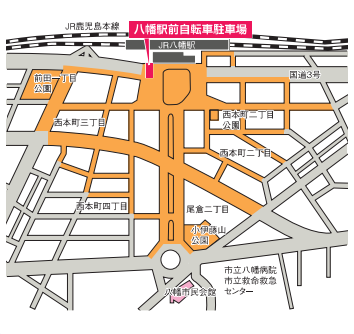 JR鹿児島本線
八幡駅前自転車駐車場
JR八幡駅
前田一丁目
公園
国道3号
西本町三丁目
西本町二丁目
公園
西本町二丁目
西本町四丁目
尾倉二丁目
小伊藤山
公園
市立八幡病院
市立救命救急
センター
八幡市民会館